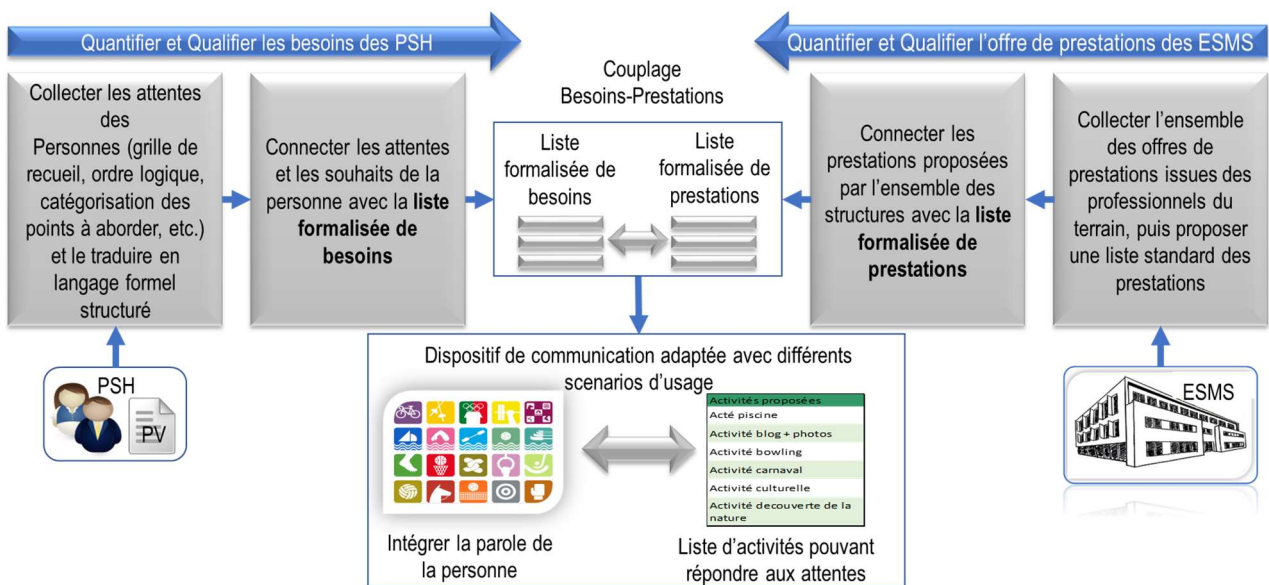 Quantifier et Qualifier les besoins des PSH
Quantifier et Qualifier l'offre de prestations des ESMS
Collecter les attentes
des
Personnes (grille de
recueil, ordre logique,
catégorisation des
points à aborder, etc.)
et le traduire en
langage formel
structuré
Connecter les attentes
et les souhaits de la
personne avec la liste
formalisée de
besoins
Couplage
Besoins-Prestations
Liste
formalisée de
besoins
Liste
formalisée de
prestations
Connecter les
prestations proposées
par l'ensemble des
structures avec la liste
formalisée de
prestations
Collecter l'ensemble
des offres de
prestations issues des
professionnels du
terrain, puis proposer
une liste standard des
prestations
PSH
PV
ESMS
Dispositif de communication adaptée avec différents
scenarios d'usage
Activités proposées
Acté piscine
Activité blog + photos
Activité bowling
Activité carnaval
Activité culturelle
Activité decouverte de la
nature
Intégrer la parole de
la personne
Liste d'activités pouvant
répondre aux attentes